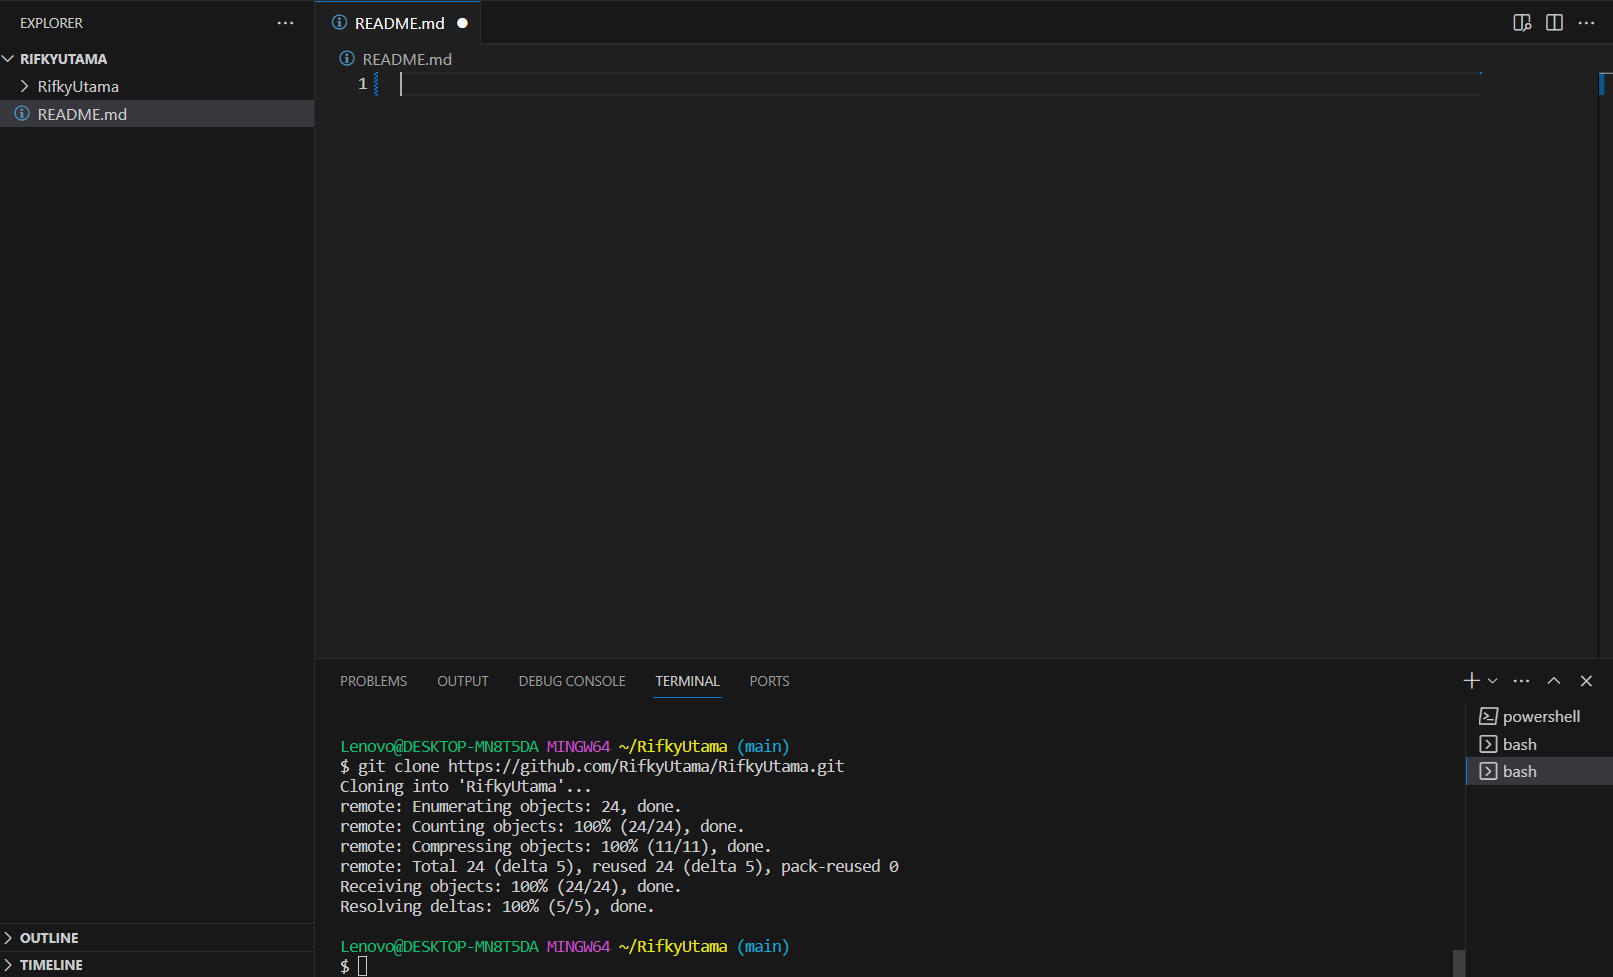 EXPLORER
RIFKYUTAMA
RifkyUtama
README.md
OUTLINE
TIMELINE
README.md
README.md
1
PROBLEMS OUTPUT DEBUG CONSOLE TERMINAL PORTS
Lenovo@DESKTOP-MN8T5DA MINGW64 ~/RifkyUtama (main)
$ git clone https://github.com/RifkyUtama/RifkyUtama.git
Cloning into 'RifkyUtama'...
remote: Enumerating objects: 24, done.
remote: Counting objects: 100% (24/24), done.
remote: Compressing objects: 100% (11/11), done.
remote: Total 24 (delta 5), reused 24 (delta 5), pack-reused 0
Receiving objects: 100% (24/24), done.
Resolving deltas: 100% (5/5), done.
Lenovo@DESKTOP-MN8T5DA MINGW64 ~/RifkyUtama (main)
$
powershell
bash
bash